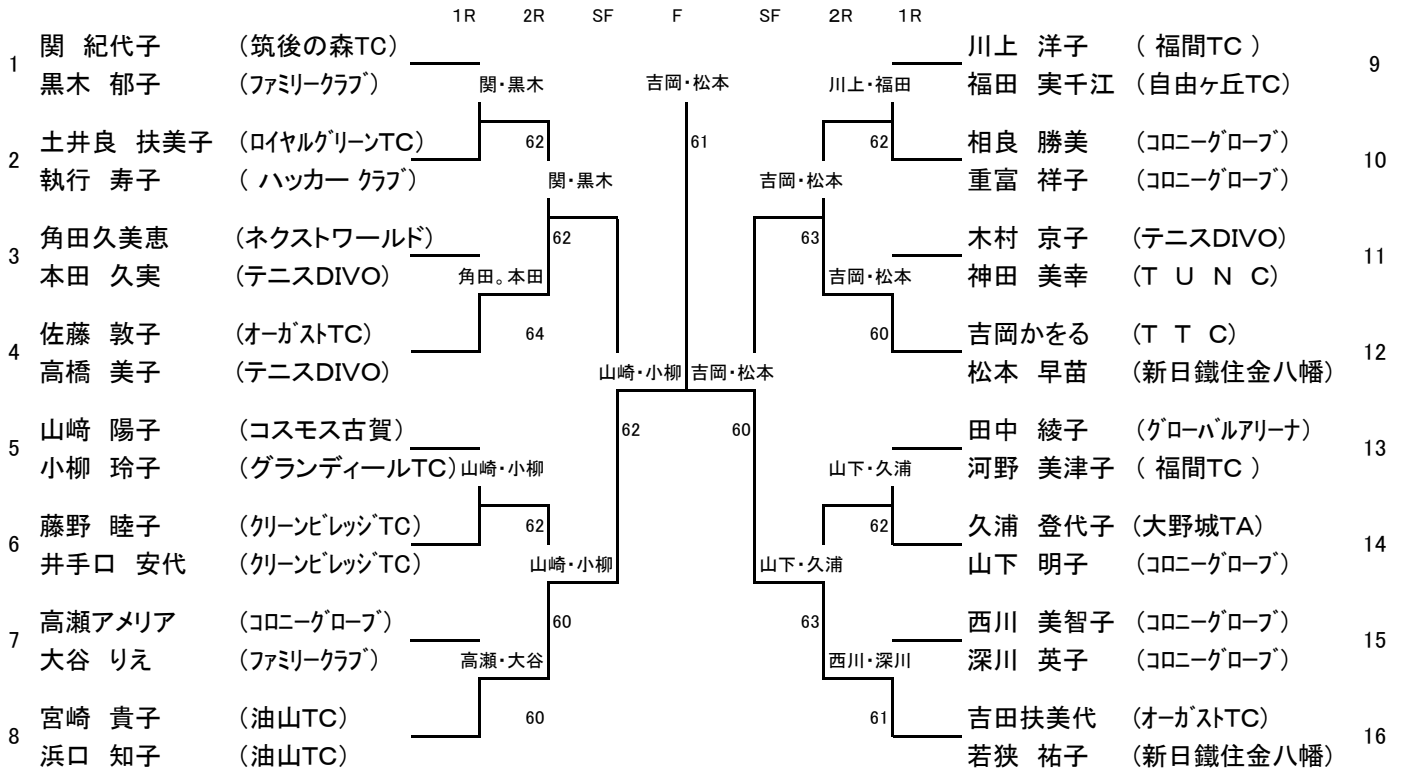 1R 2R SF F SF 2R 1R
関 紀代子 (筑後の森TC) 川上 洋子 ( 福間TC )
1 9
黒木 郁子 (ファミリークラブ) 関・黒木 吉岡・松本 川上・福田 福田 実千江 (自由ヶ丘TC)
土井良 扶美子 (ロイヤルグリーンTC) 62 61 62 相良 勝美 (コロニーグローブ)
2 10
執行 寿子 ( ハッカー クラブ) 関・黒木 吉岡・松本 重富 祥子 (コロニーグローブ)
角田久美恵 (ネクストワールド) 62 63 木村 京子 (テニスDIVO)
3 11
本田 久実 (テニスDIVO) 角田。本田 吉岡・松本 神田 美幸 (T U N C)
佐藤 敦子 (オーガストTC) 64 60 吉岡かをる (T T C)
4 12
高橋 美子 (テニスDIVO) 山崎・小柳 吉岡・松本 松本 早苗 (新日鐵住金八幡)
山﨑 陽子 (コスモス古賀) 62 60 田中 綾子 (グローバルアリーナ)
5 13
小柳 玲子 (グランディールTC) 山崎・小柳 山下・久浦 河野 美津子 ( 福間TC )
藤野 睦子 (クリーンビレッジTC) 62 62 久浦 登代子 (大野城TA)
6 14
井手口 安代 (クリーンビレッジTC) 山崎・小柳 山下・久浦 山下 明子 (コロニーグローブ)
高瀬アメリア (コロニーグローブ) 60 63 西川 美智子 (コロニーグローブ)
7 15
大谷 りえ (ファミリークラブ) 高瀬・大谷 西川・深川 深川 英子 (コロニーグローブ)
宮崎 貴子 (油山TC) 60 61 吉田扶美代 (オーガストTC)
8 16
浜口 知子 (油山TC) 若狭 祐子 (新日鐵住金八幡)